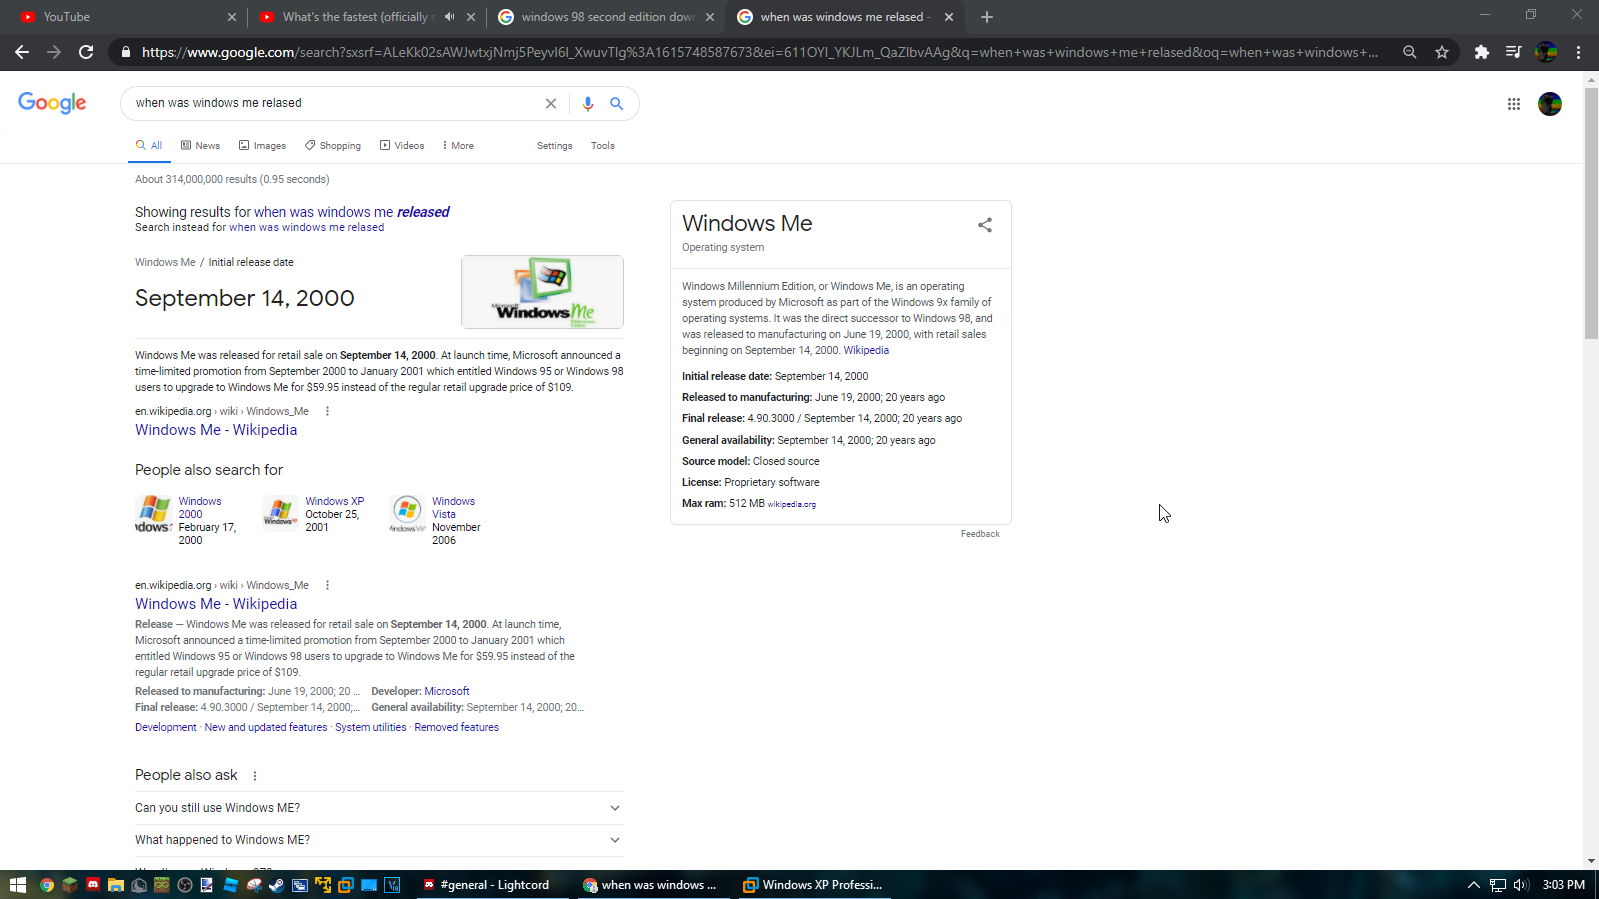 YouTube
What's the fastest (officially s
windows 98 second edition dow
when was windows me relased -
https://www.google.com/search?sxsrf=ALeKk02sAWJwtxjNmj5Peyvl6I_XwuvTlg%3A1615748587673&ei=611OYI_YKJLm_QaZlbvAAg&q=when+was+windows+me+relased&oq=when+was+windows+...
Google
when was windows me relased
All
News
Images
Shopping
Videos
More
Settings
Tools
About 314,000,000 results (0.95 seconds)
Showing results for when was windows me released
Search instead for when was windows me relased
Windows Me / Initial release date
September 14, 2000
Microsoft
Windows Me
Millennium Edition
Windows Me was released for retail sale on September 14, 2000. At launch time, Microsoft announced a
time-limited promotion from September 2000 to January 2001 which entitled Windows 95 or Windows 98
users to upgrade to Windows Me for $59.95 instead of the regular retail upgrade price of $109.
en.wikipedia.org › wiki › Windows_Me
Windows Me - Wikipedia
People also search for
Windows
2000
February 17,
2000
Windows XP
October 25,
2001
Windows
Vista
November
2006
en.wikipedia.org › wiki › Windows_Me
Windows Me - Wikipedia
Release — Windows Me was released for retail sale on September 14, 2000. At launch time,
Microsoft announced a time-limited promotion from September 2000 to January 2001 which
entitled Windows 95 or Windows 98 users to upgrade to Windows Me for $59.95 instead of the
regular retail upgrade price of $109.
Released to manufacturing: June 19, 2000; 20 ... Developer: Microsoft
Final release: 4.90.3000 / September 14, 2000;... General availability: September 14, 2000; 20...
Development · New and updated features · System utilities · Removed features
People also ask
Can you still use Windows ME?
What happened to Windows ME?
Windows Me
Operating system
Windows Millennium Edition, or Windows Me, is an operating
system produced by Microsoft as part of the Windows 9x family of
operating systems. It was the direct successor to Windows 98, and
was released to manufacturing on June 19, 2000, with retail sales
beginning on September 14, 2000. Wikipedia
Initial release date: September 14, 2000
Released to manufacturing: June 19, 2000; 20 years ago
Final release: 4.90.3000 / September 14, 2000; 20 years ago
General availability: September 14, 2000; 20 years ago
Source model: Closed source
License: Proprietary software
Max ram: 512 MB wikipedia.org
Feedback
#general - Lightcord
when was windows ...
Windows XP Professi...
3:03 PM